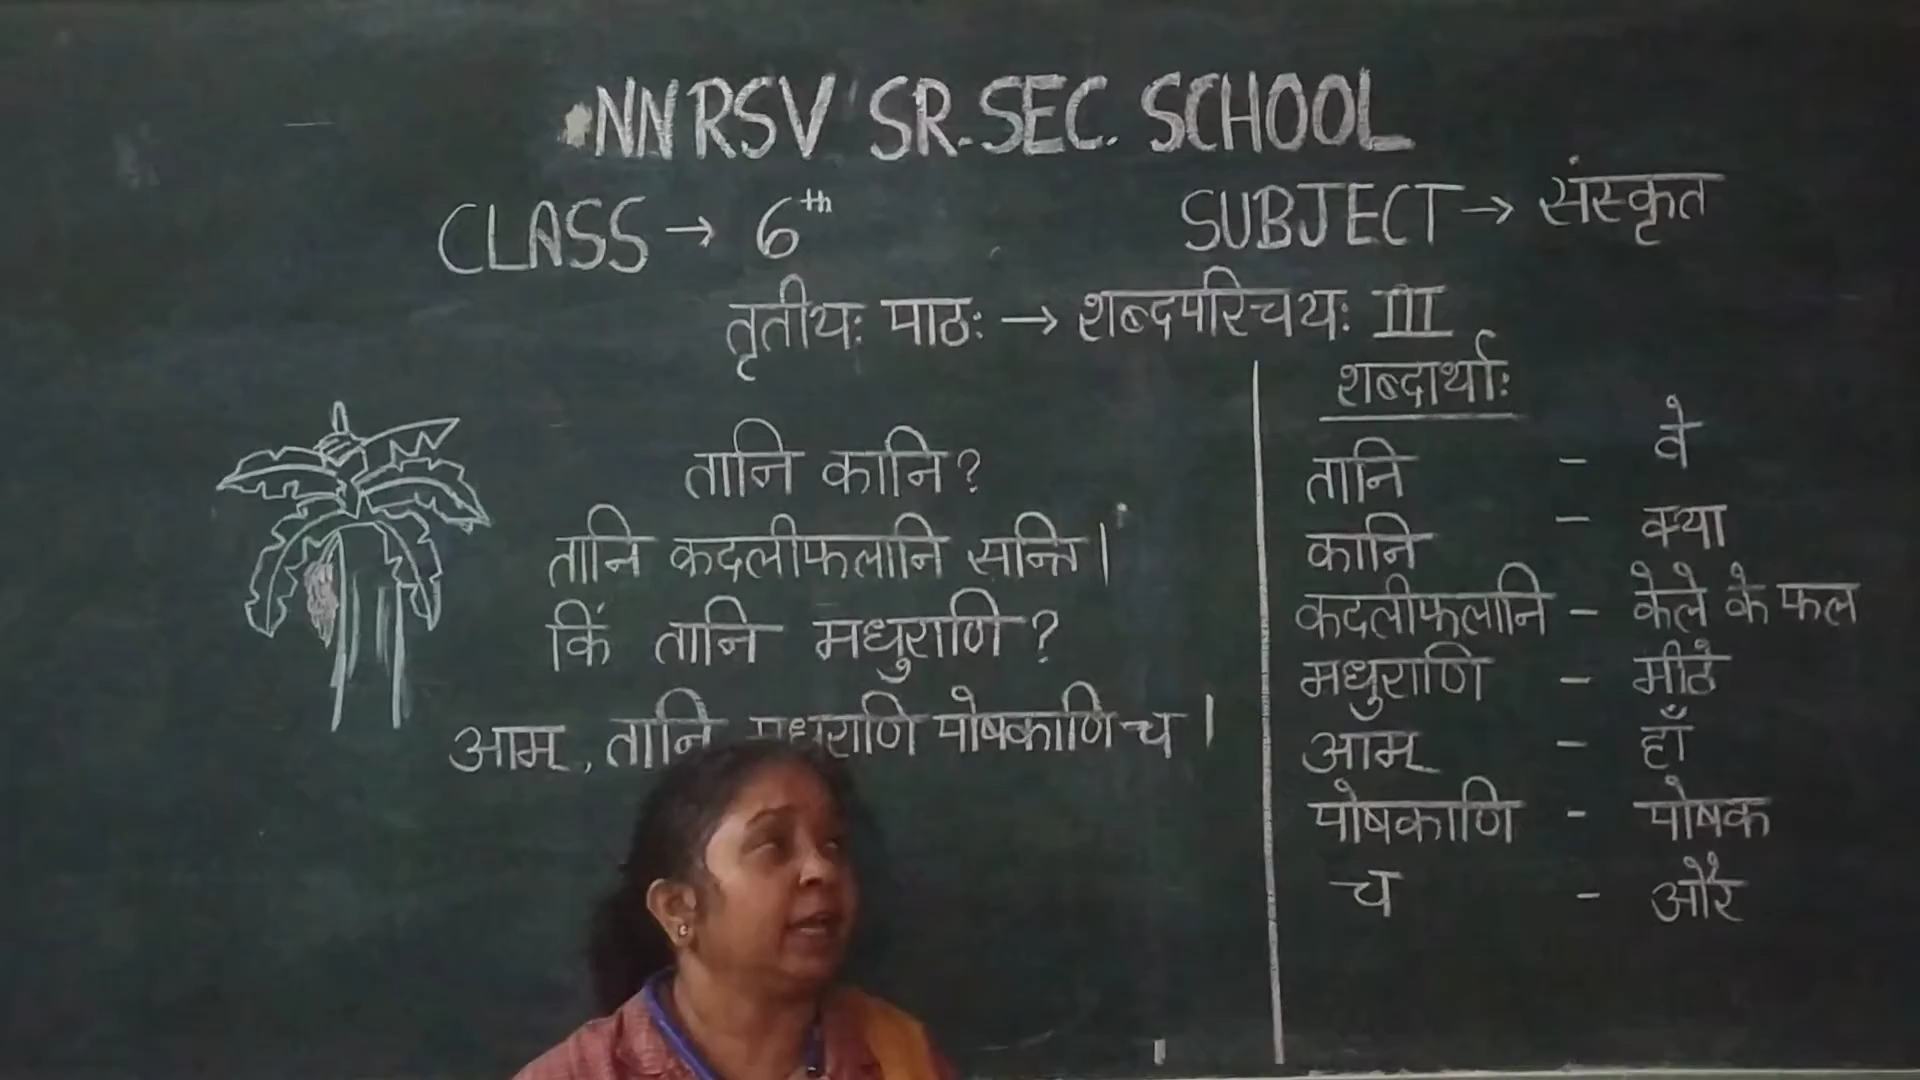 NNRSV SR.SEC. SCHOOL
CLASS → 6th SUBJECT → संस्कृत
तृतीयः पाठः → शब्दपरिचयः III
तानि कानि?
तानि कदलीफलानि सन्ति।
किं तानि मधुराणि?
आम्, तानि मधुराणि पोषकाणि च।
शब्दार्थाः
तानि - वे
कानि - क्या
कदलीफलानि - केले के फल
मधुराणि - मीठे
आम् - हाँ
पोषकाणि - पोषक
च - और